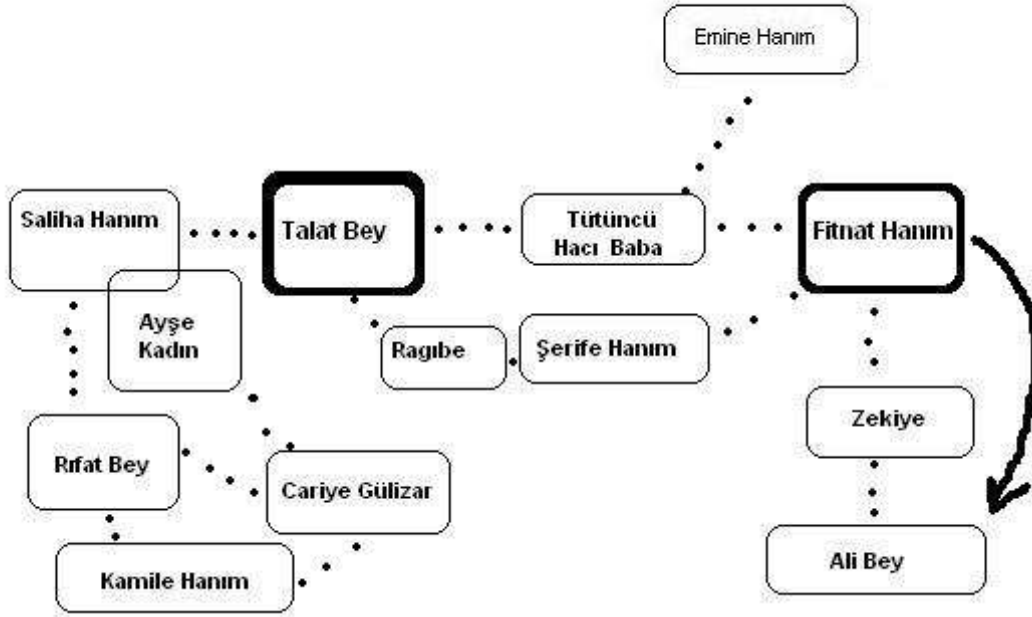 Emine Hanım
Saliha Hanım
Talat Bey
Tütüncü
Hacı Baba
Fitnat Hanım
Ayşe
Kadın
Ragıbe
Şerife Hanım
Zekiye
Rıfat Bey
Cariye Gülizar
Ali Bey
Kamile Hanım